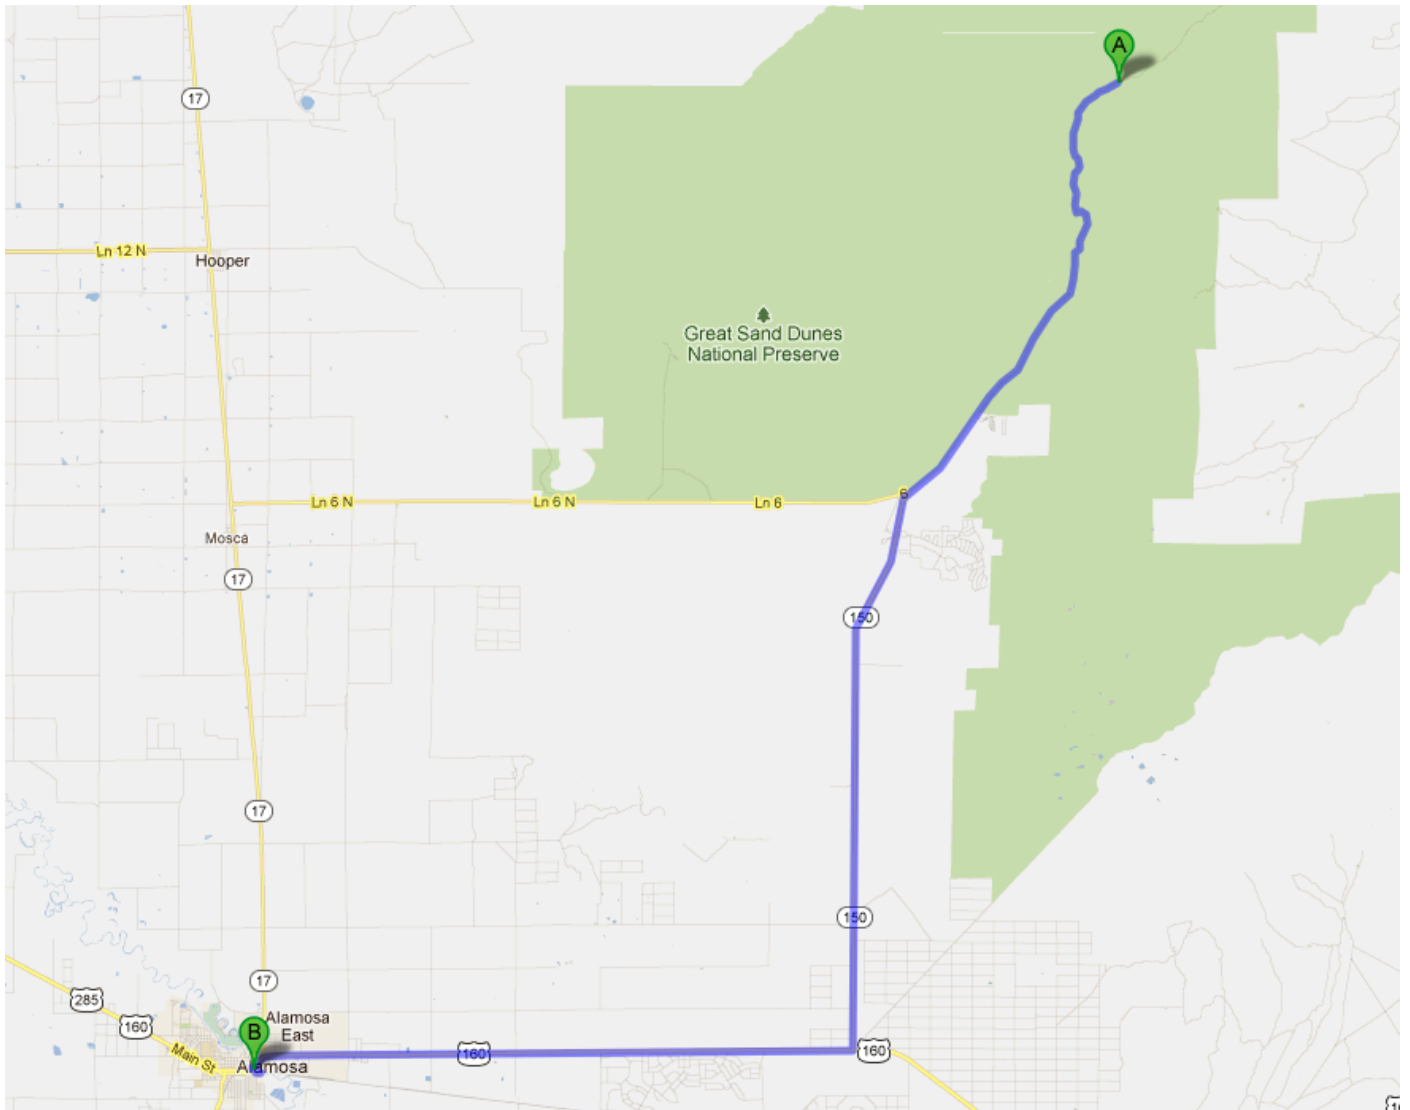 A
17
Ln 12 N
Hooper
Great Sand Dunes
National Preserve
6
Ln 6 N
Ln 6 N
Ln 6
Mosca
17
150
17
150
17
285
160
Alamosa
East
B
Main St
Alamosa
160
160